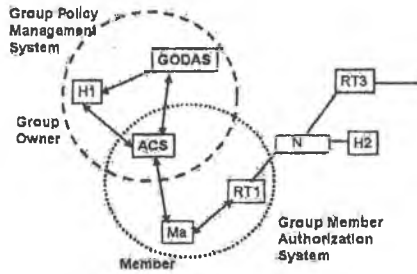 Group Policy
Management
System
GODAS
H1
RT3
Group
Owner
ACS
N
H2
RT1
Ma
Group Member
Authorization
System
Member